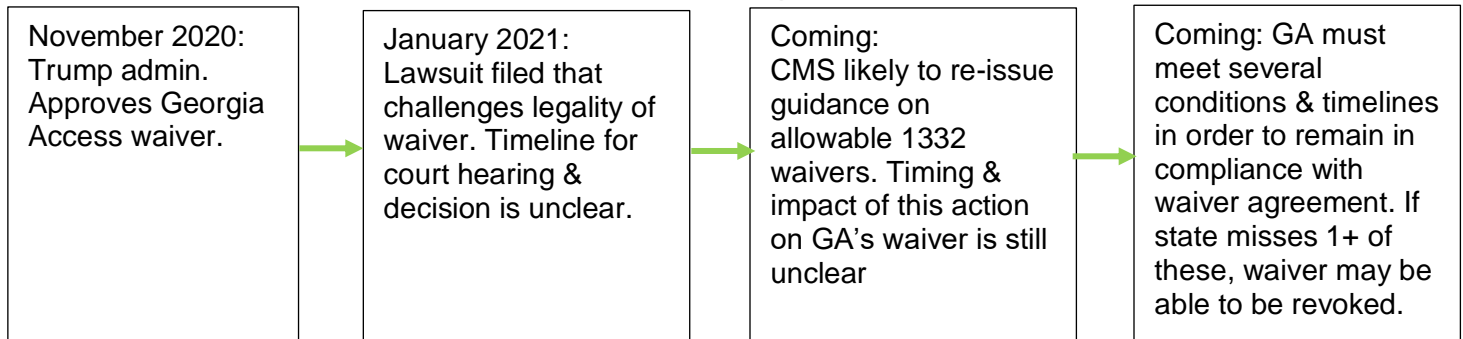 November 2020:
Trump admin.
Approves Georgia
Access waiver.
January 2021:
Lawsuit filed that
challenges legality of
waiver. Timeline for
court hearing &
decision is unclear.
Coming:
CMS likely to re-issue
guidance on
allowable 1332
waivers. Timing &
impact of this action
on GA’s waiver is still
unclear
Coming: GA must
meet several
conditions & timelines
in order to remain in
compliance with
waiver agreement. If
state misses 1+ of
these, waiver may be
able to be revoked.